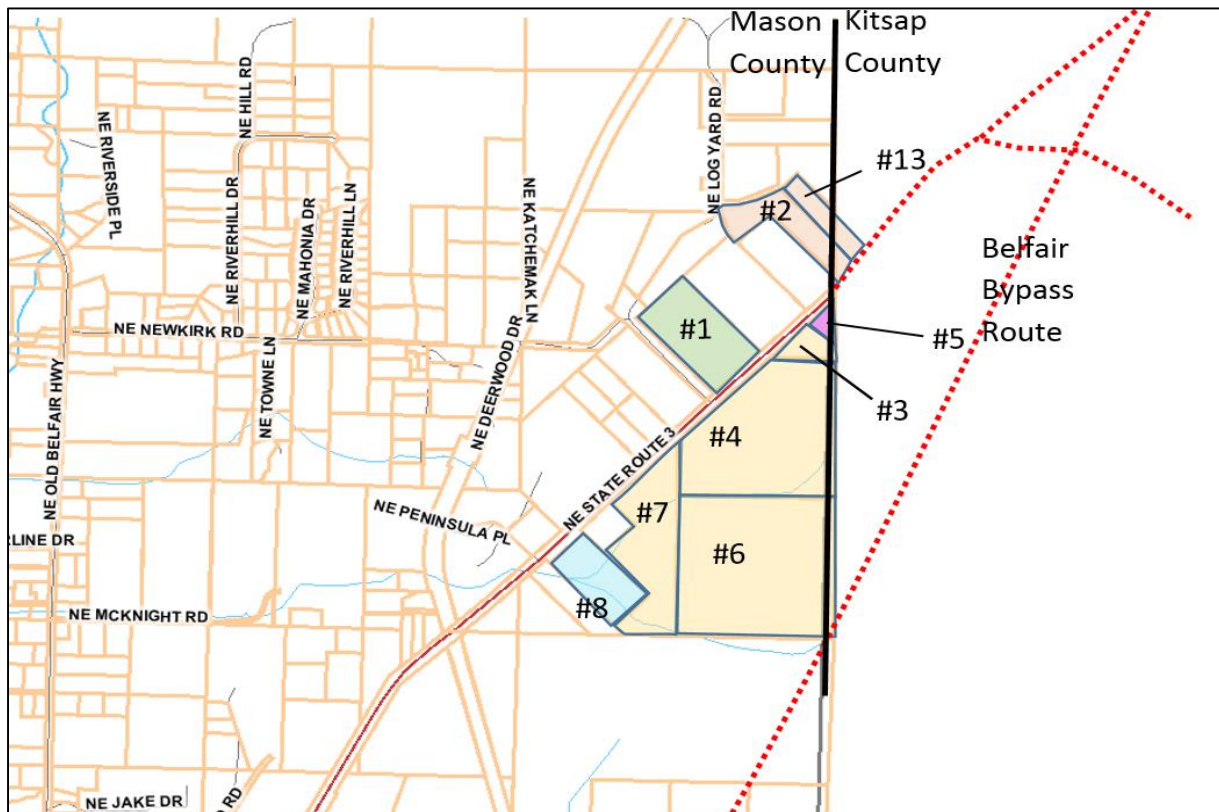 Mason
County
Kitsap
County
NE RIVERSIDE PL
NE HILL RD
NE RIVERHILL DR
NE MAHONIA DR
NE RIVERHILL LN
NE KATCHEMAK LN
NE LOG YARD RD
#13
#2
Belfair
Bypass
Route
NE NEWKIRK RD
#1
#5
NE TOWNE LN
NE OLD BELFAIR HWY
NE DEERWOOD DR
#3
#4
NE STATE ROUTE 3
NE PENINSULA PL
#7
RLINE DR
#6
#8
NE MCKNIGHT RD
NE JAKE DR
RD